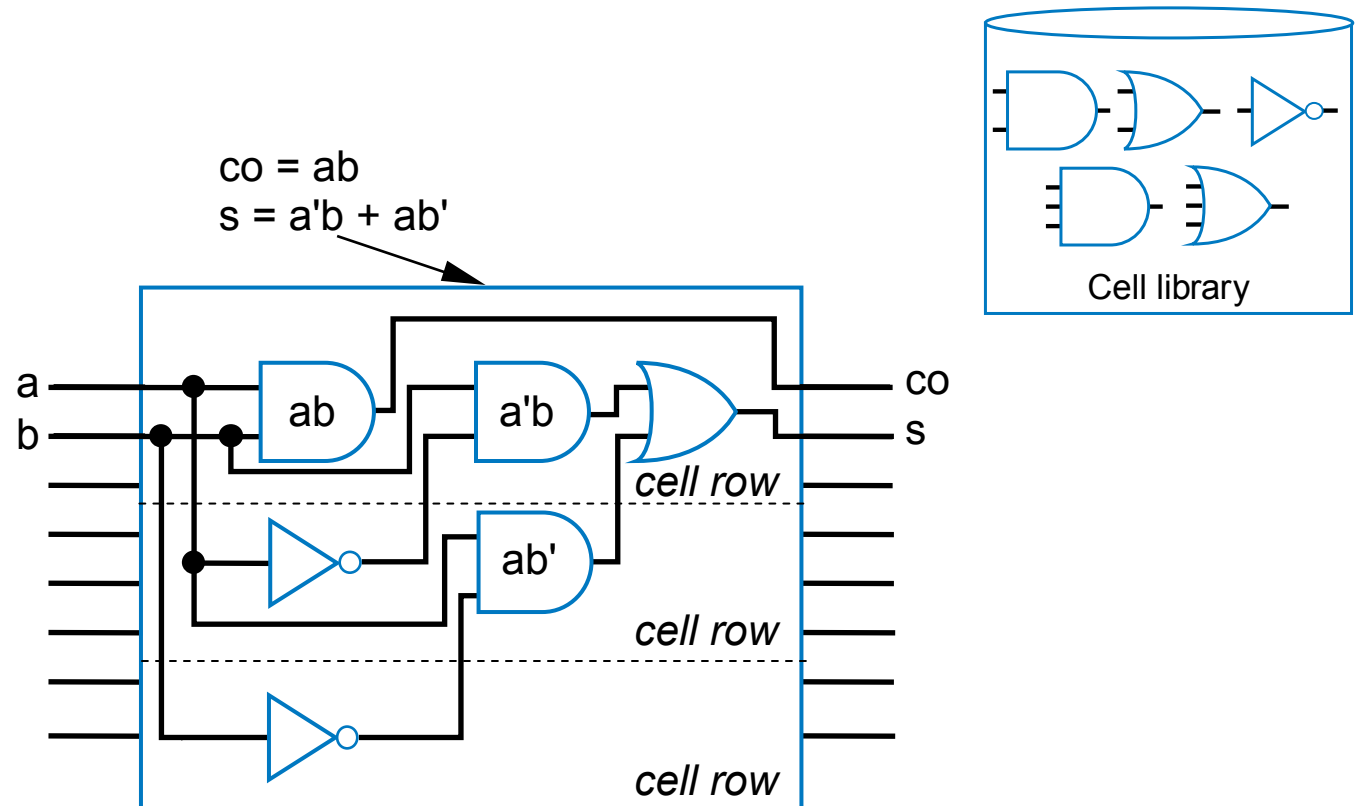 Cell library
co = ab
s = a'b + ab'
a
b
ab
a'b
co
s
cell row
ab'
cell row
cell row